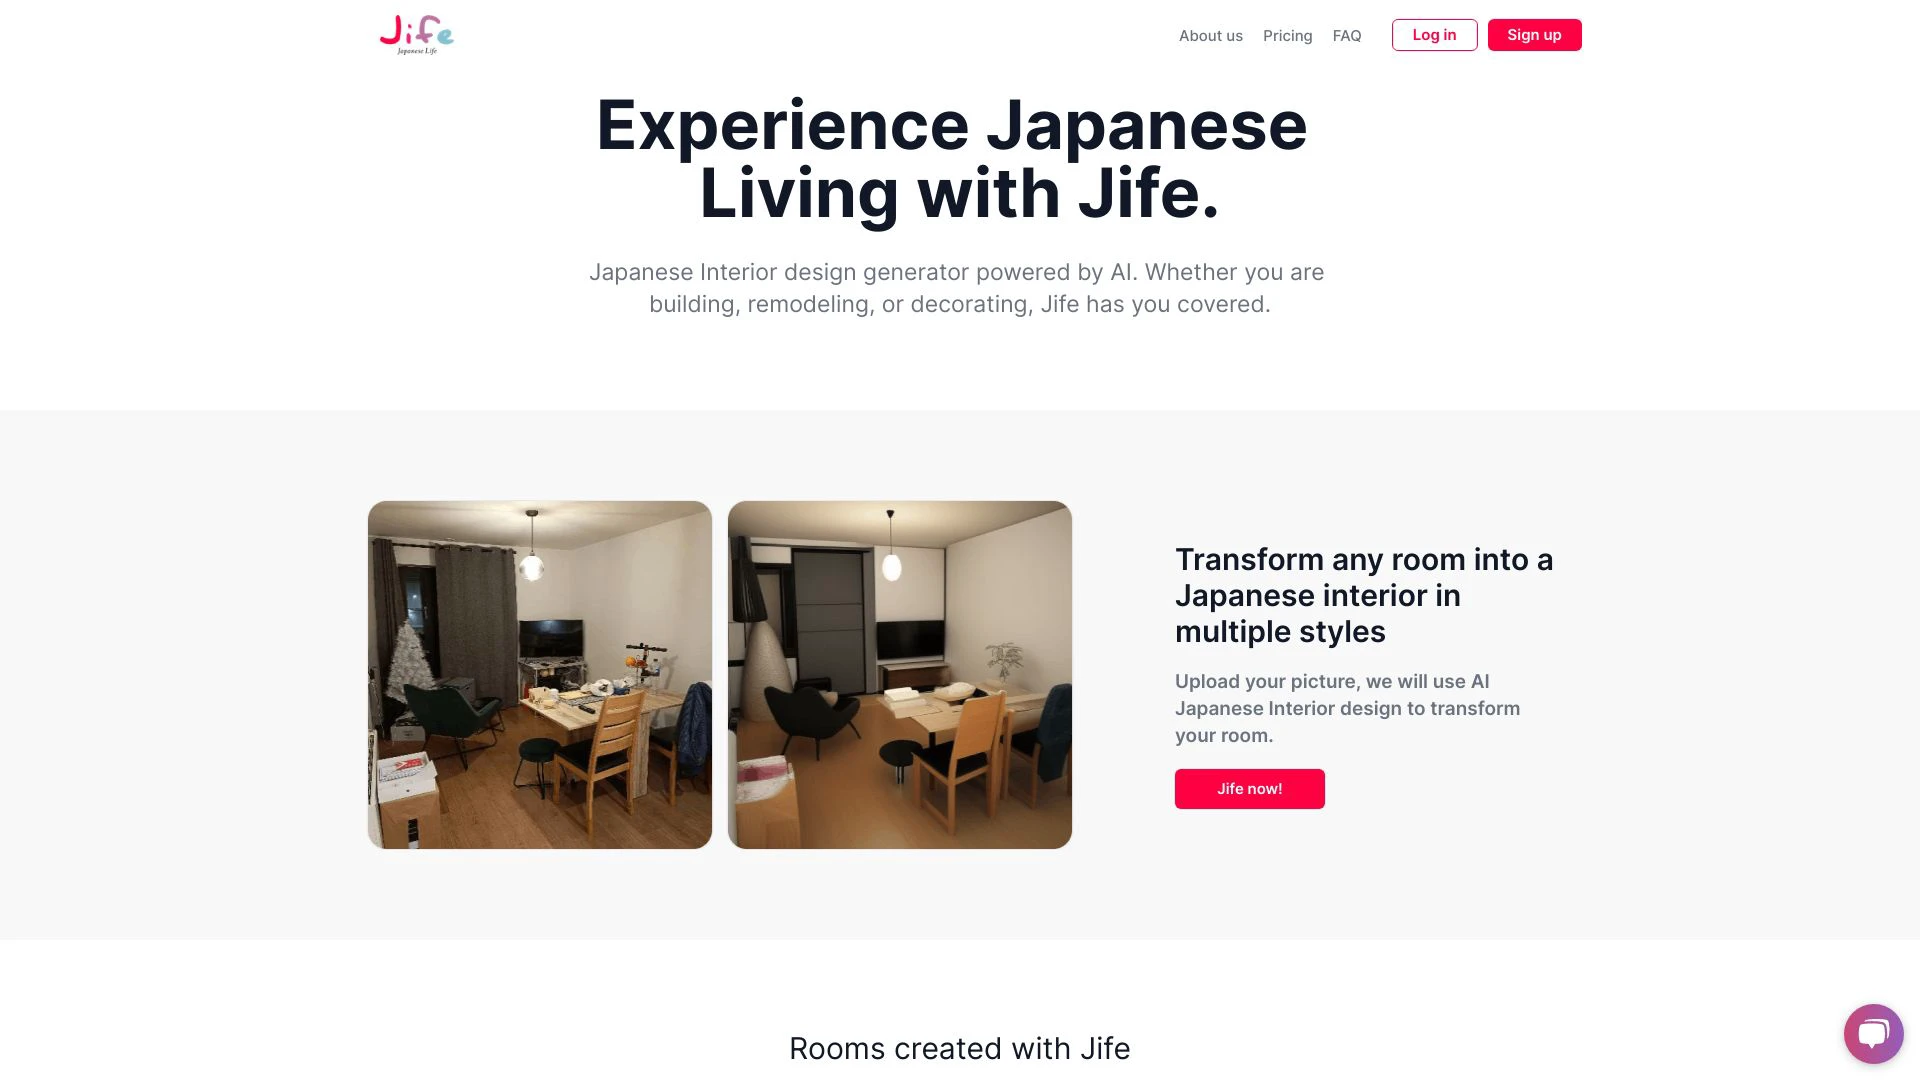 Jife
Japanese Life
About us
Pricing
FAQ
Log in
Sign up
Experience Japanese
Living with Jife.
Japanese Interior design generator powered by AI. Whether you are
building, remodeling, or decorating, Jife has you covered.
Transform any room into a
Japanese interior in
multiple styles
Upload your picture, we will use AI
Japanese Interior design to transform
your room.
Jife now!
Rooms created with Jife